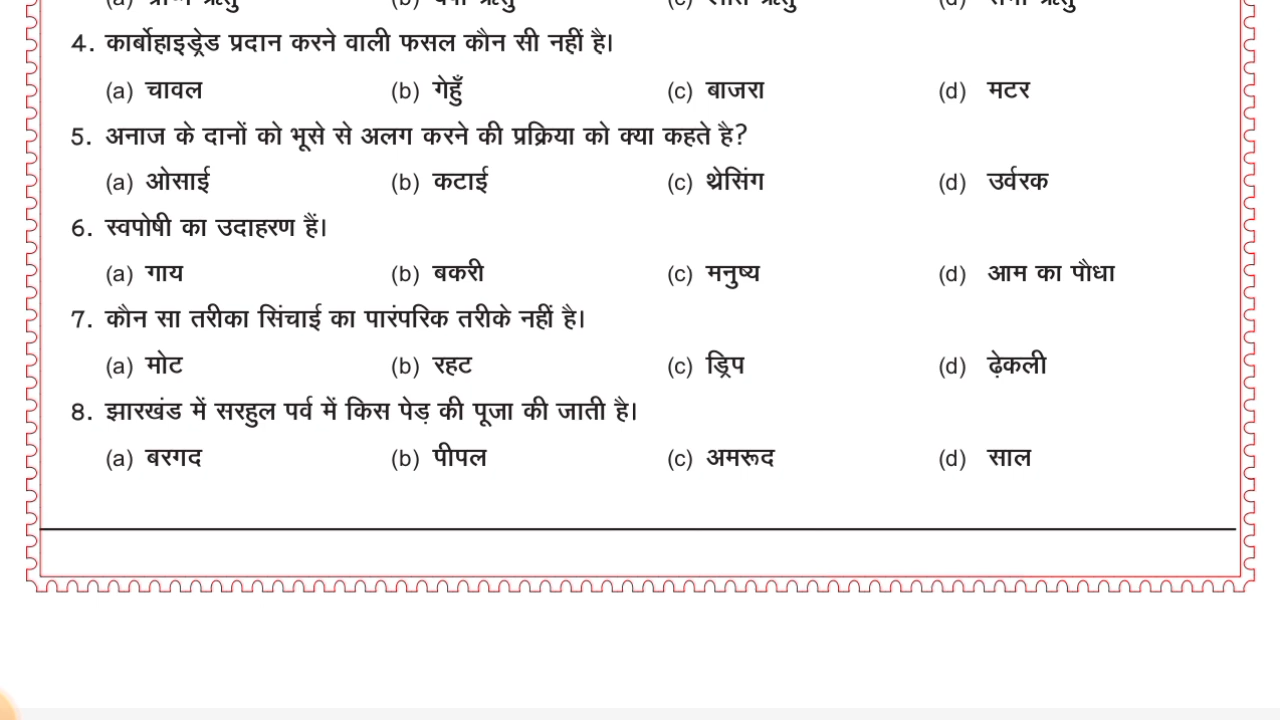 4. कार्बोहाइड्रेड प्रदान करने वाली फसल कौन सी नहीं है।
(a) चावल (b) गेहुँ (c) बाजरा (d) मटर
5. अनाज के दानों को भूसे से अलग करने की प्रक्रिया को क्या कहते है?
(a) ओसाई (b) कटाई (c) थ्रेसिंग (d) उर्वरक
6. स्वपोषी का उदाहरण हैं।
(a) गाय (b) बकरी (c) मनुष्य (d) आम का पौधा
7. कौन सा तरीका सिंचाई का पारंपरिक तरीके नहीं है।
(a) मोट (b) रहट (c) ड्रिप (d) ढ़ेकली
8. झारखंड में सरहुल पर्व में किस पेड़ की पूजा की जाती है।
(a) बरगद (b) पीपल (c) अमरूद (d) साल